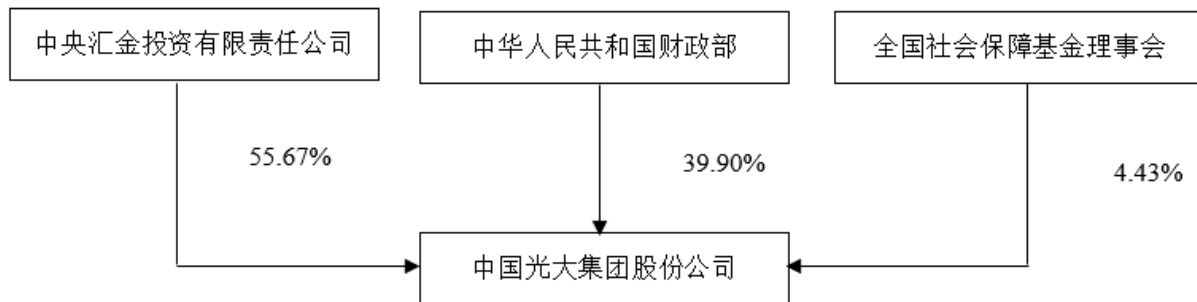 中央汇金投资有限责任公司
中华人民共和国财政部
全国社会保障基金理事会
55.67%
39.90%
4.43%
中国光大集团股份公司